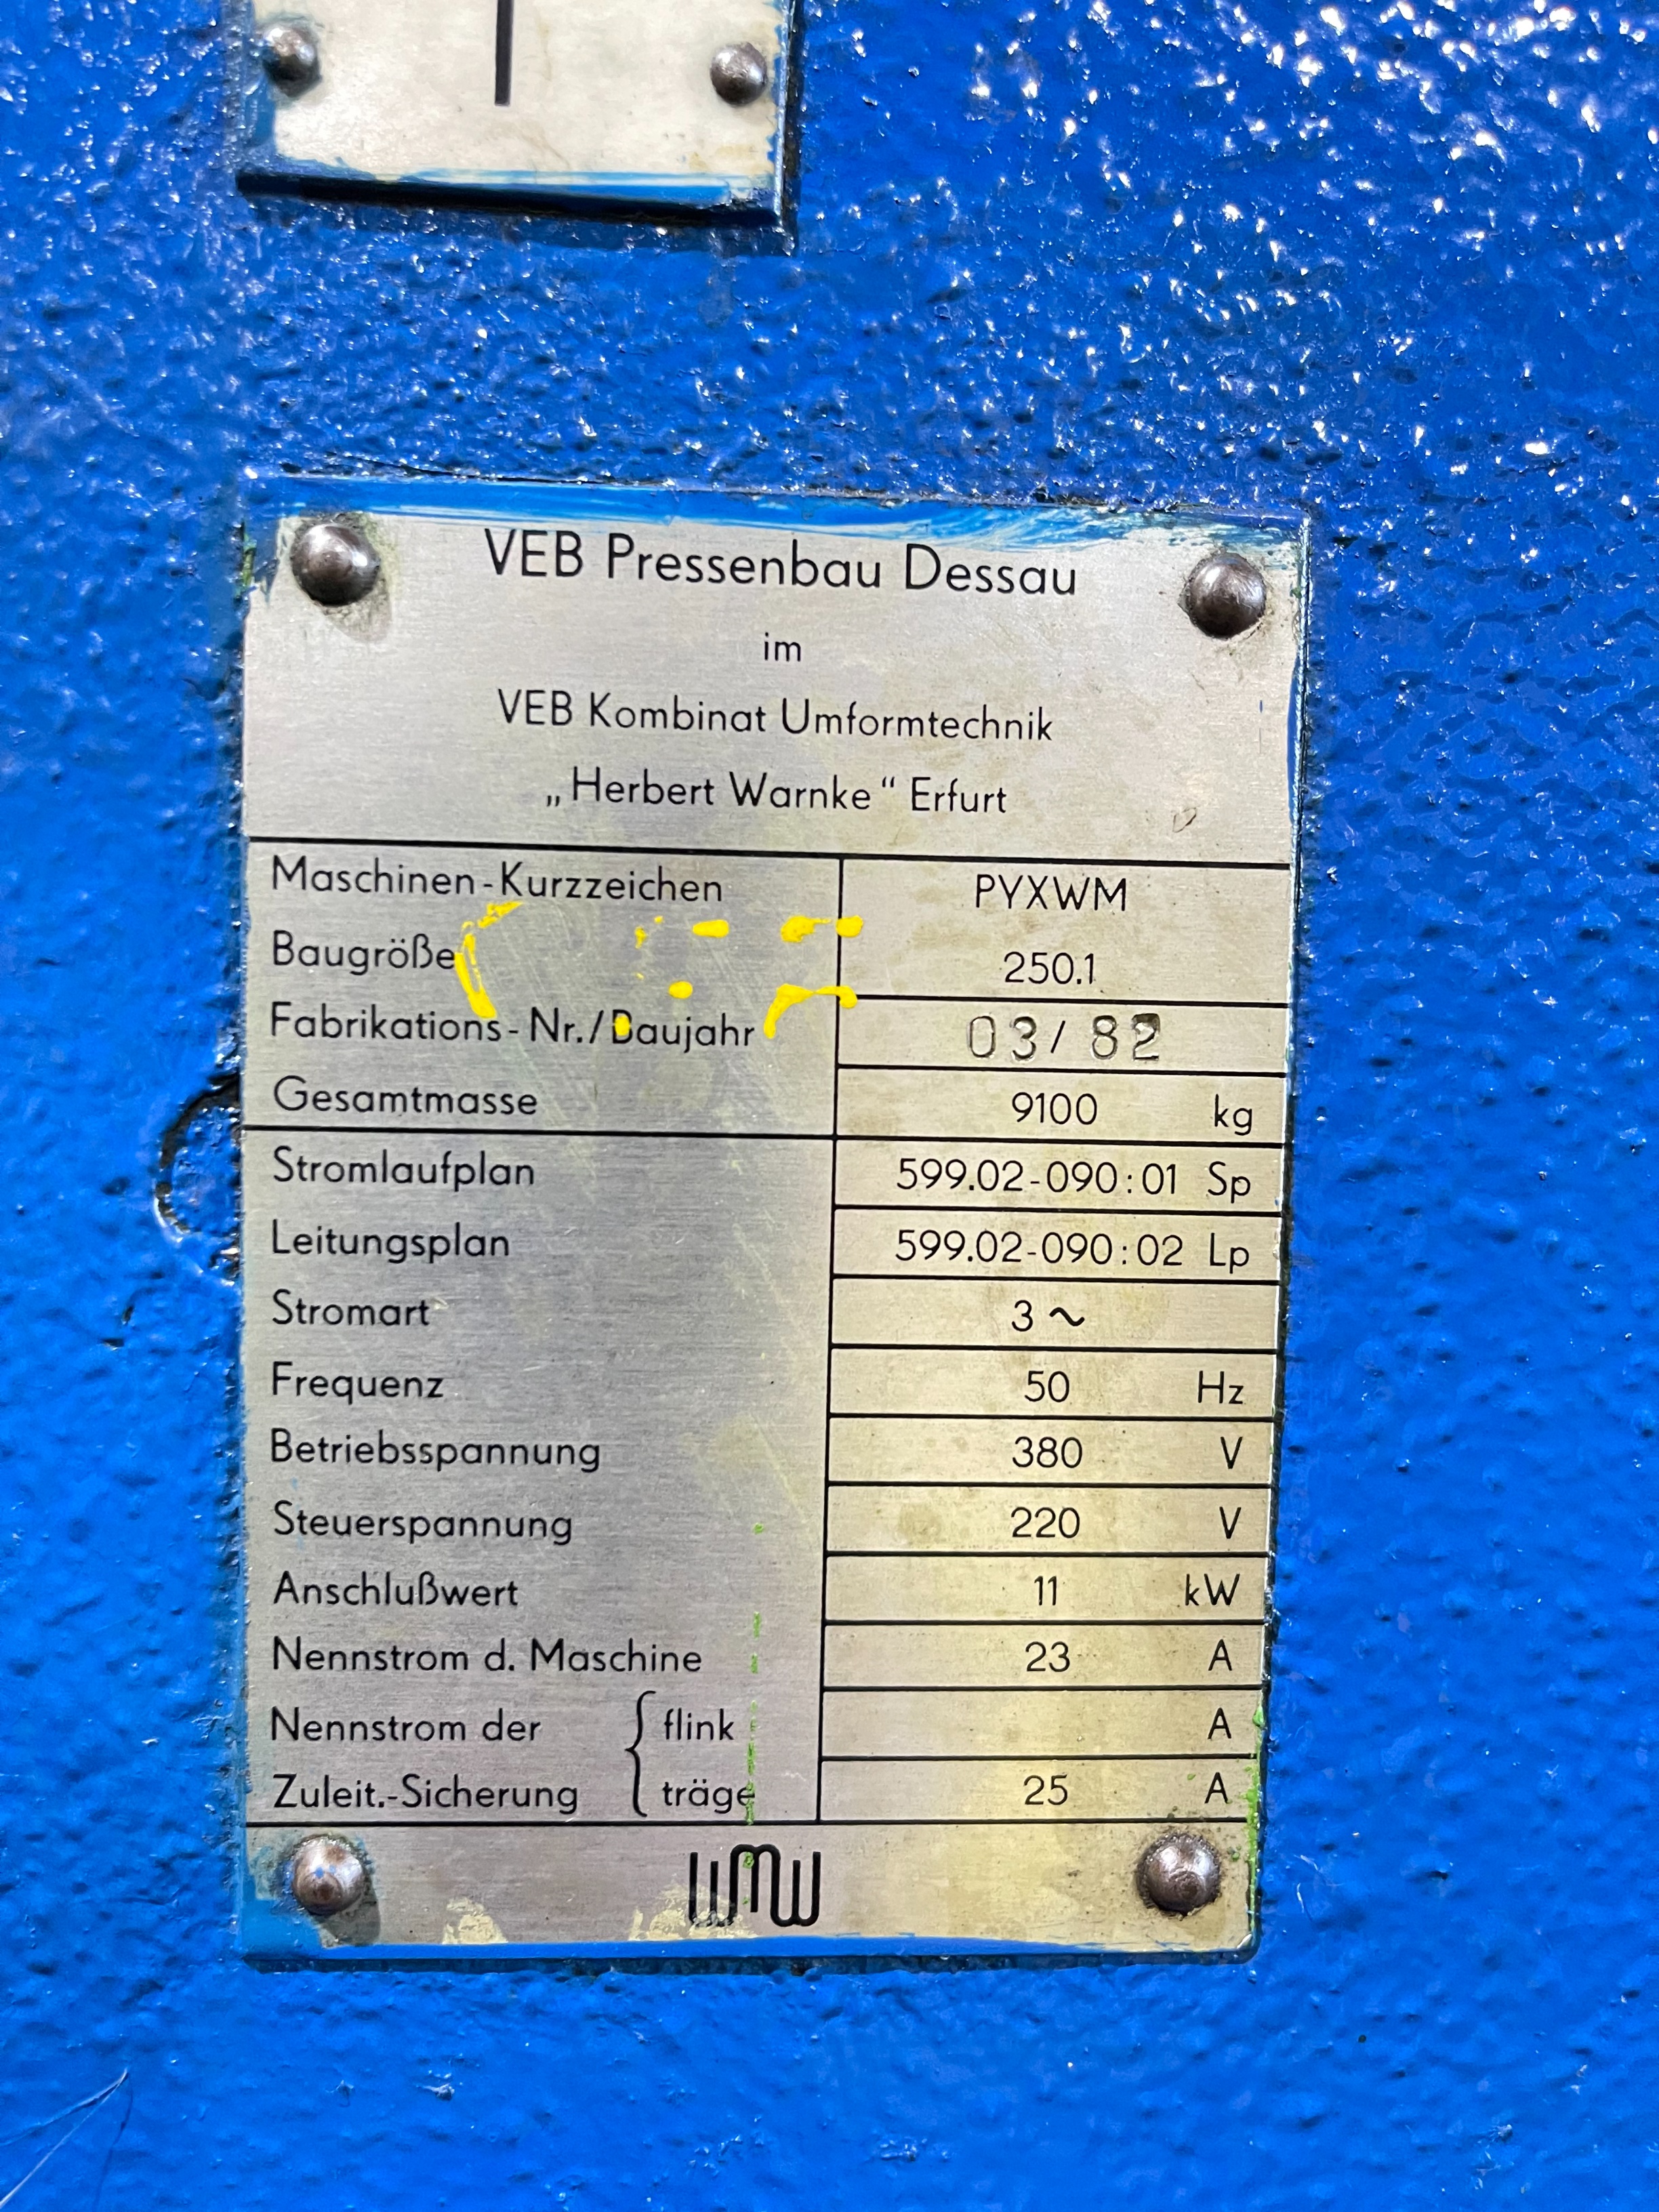 VEB Pressenbau Dessau
im
VEB Kombinat Umformtechnik
„Herbert Warnke“ Erfurt
Maschinen-Kurzzeichen PYXWM
Baugröße 250.1
Fabrikations-Nr./Baujahr 03/ 82
Gesamtmasse 9100 kg
Stromlaufplan 599.02-090:01 Sp
Leitungsplan 599.02-090:02 Lp
Stromart 3 ~
Frequenz 50 Hz
Betriebsspannung 380 V
Steuerspannung 220 V
Anschlußwert 11 kW
Nennstrom d. Maschine 23 A
Nennstrom der { flink A
Zuleit.-Sicherung { träge 25 A
WMW